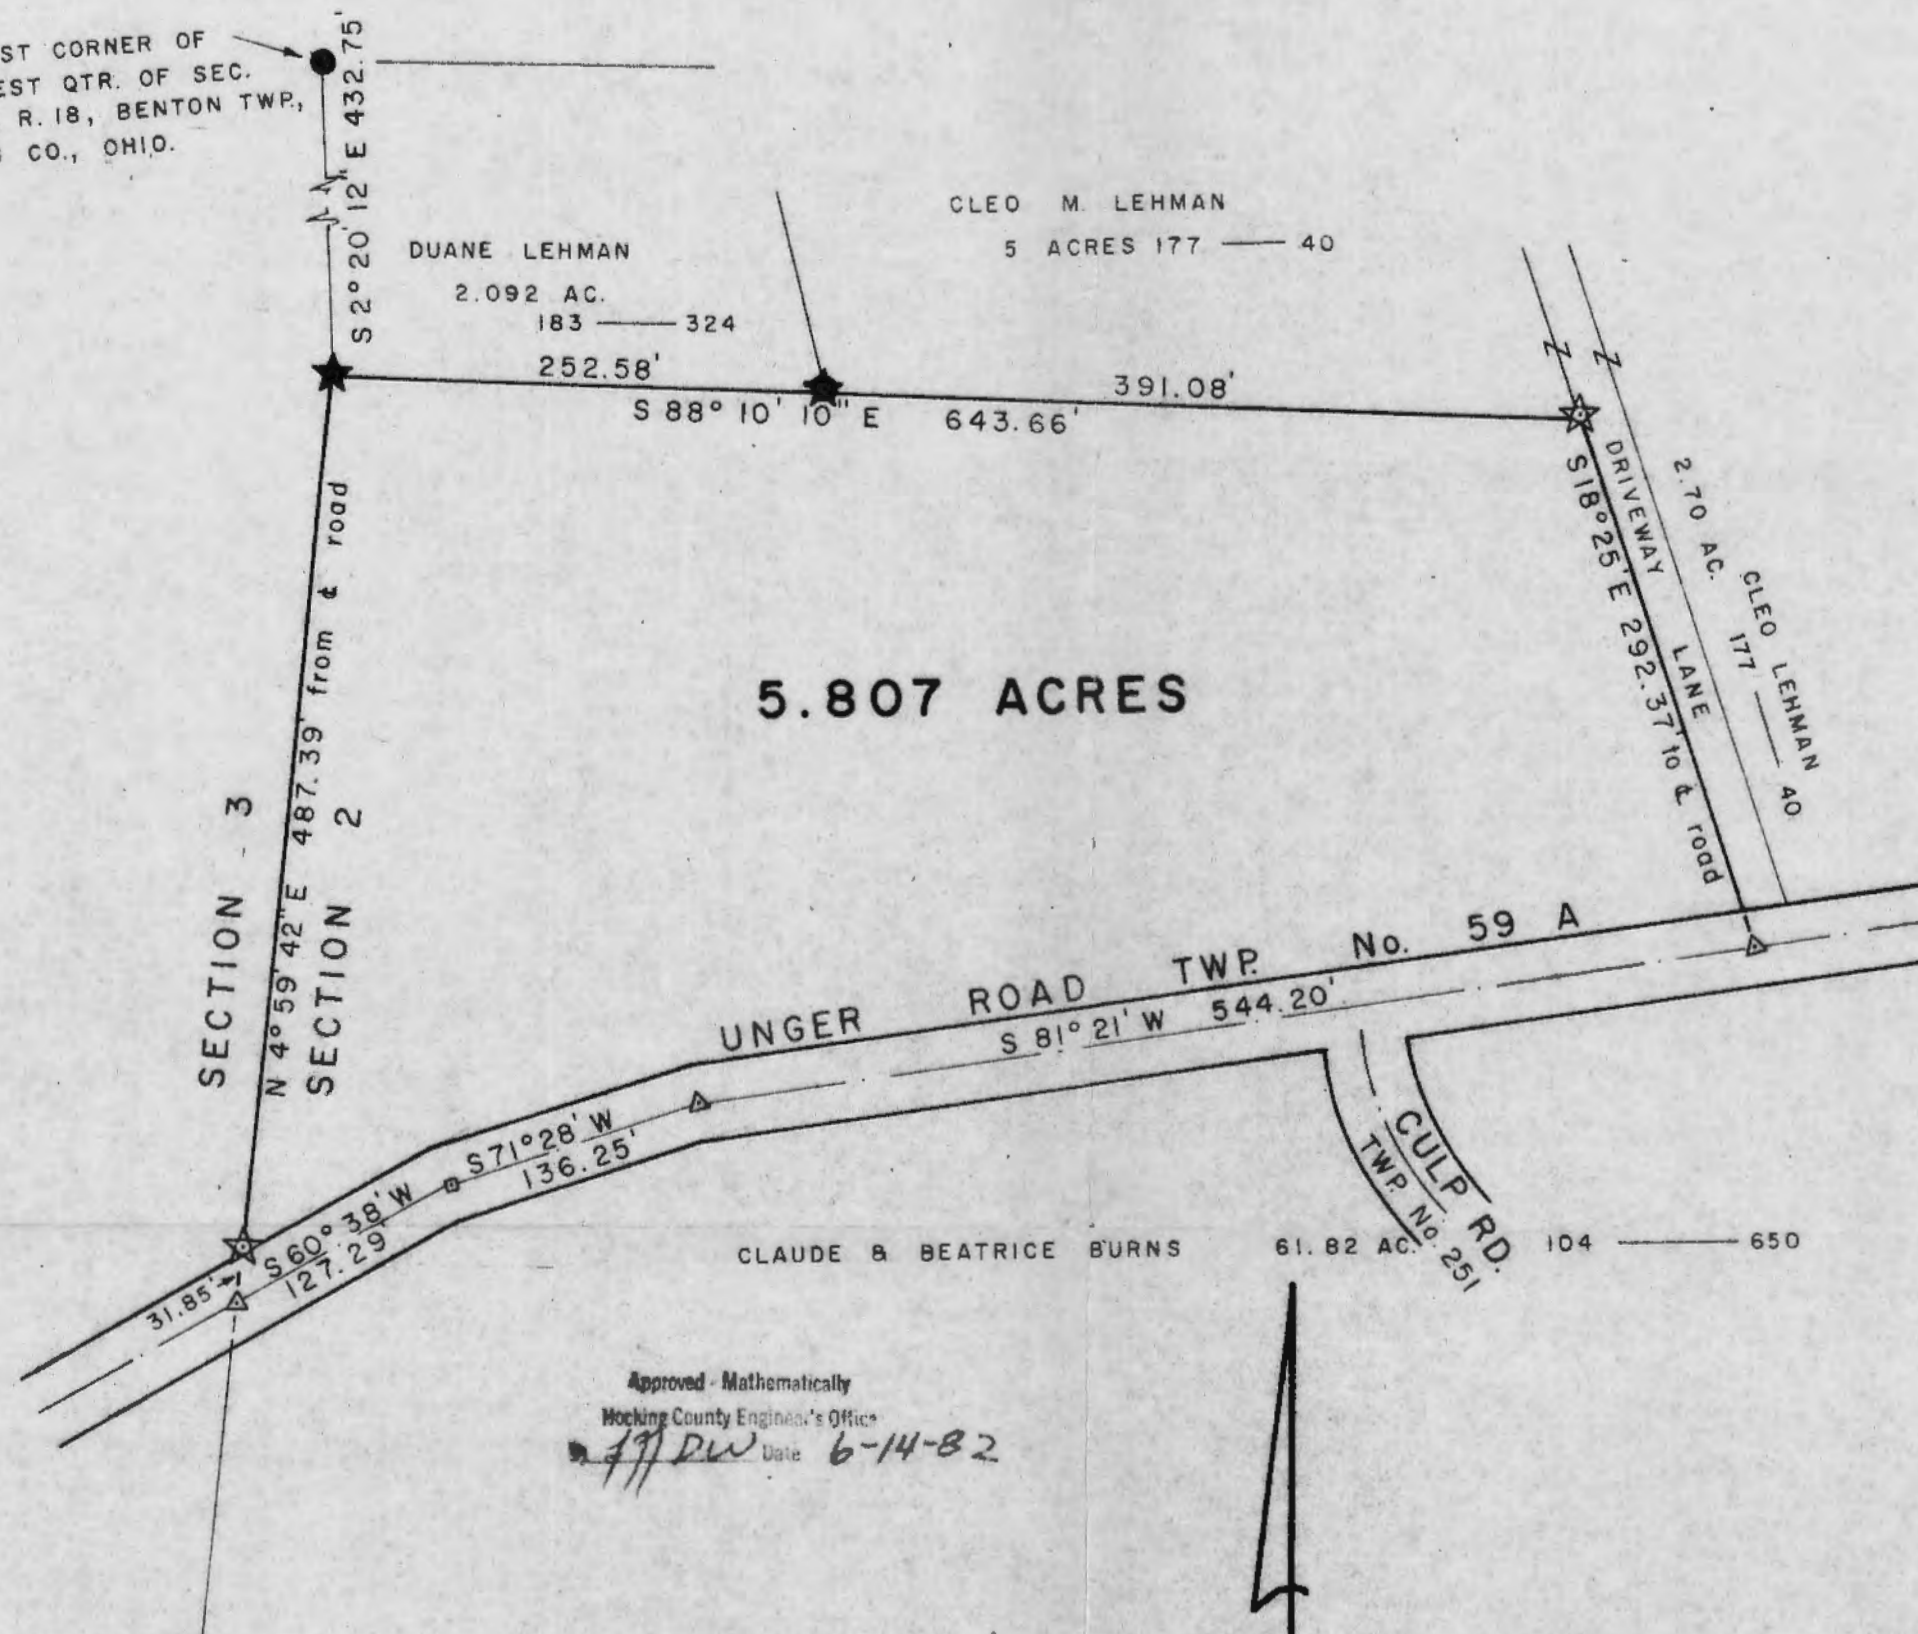 ST CORNER OF
EST QTR. OF SEC.
R. 18, BENTON TWP.,
CO., OHIO.
S 2° 20' 12" E 432.75'
DUANE LEHMAN
2.092 AC.
183 — 324
CLEO M. LEHMAN
5 ACRES 177 — 40
252.58'
391.08'
S 88° 10' 10" E 643.66'
DRIVEWAY LANE
S 18° 25' E 292.37' to ℄ road
2.70 AC.
CLEO LEHMAN
177 — 40
N 4° 59' 42" E 487.39' from ℄ road
SECTION 3
SECTION 2
5.807 ACRES
UNGER ROAD TWP. No. 59 A
S 81° 21' W 544.20'
S 71° 28' W
136.25'
S 60° 38' W
127.29'
31.85'
CULP RD.
TWP. No. 251
CLAUDE & BEATRICE BURNS 61.82 AC. 104 — 650
Approved - Mathematically
Hocking County Engineer's Office
DW Date 6-14-82